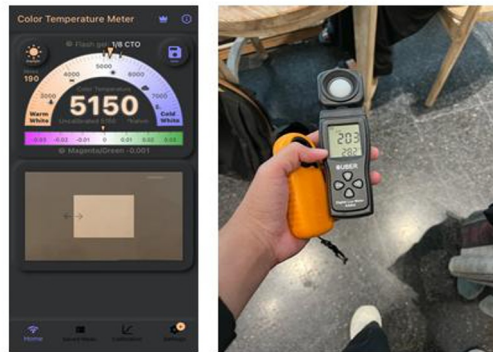 Color Temperature Meter
Flash gel: 1/8 CTO
190
5000
4000
6000
3000
7000
Color Temperature
5150
Warm
White
Cold
White
-0.03 -0.02 -0.01 0 0.01 0.02 0.03
Magenta/Green -0,001
Home
203
282